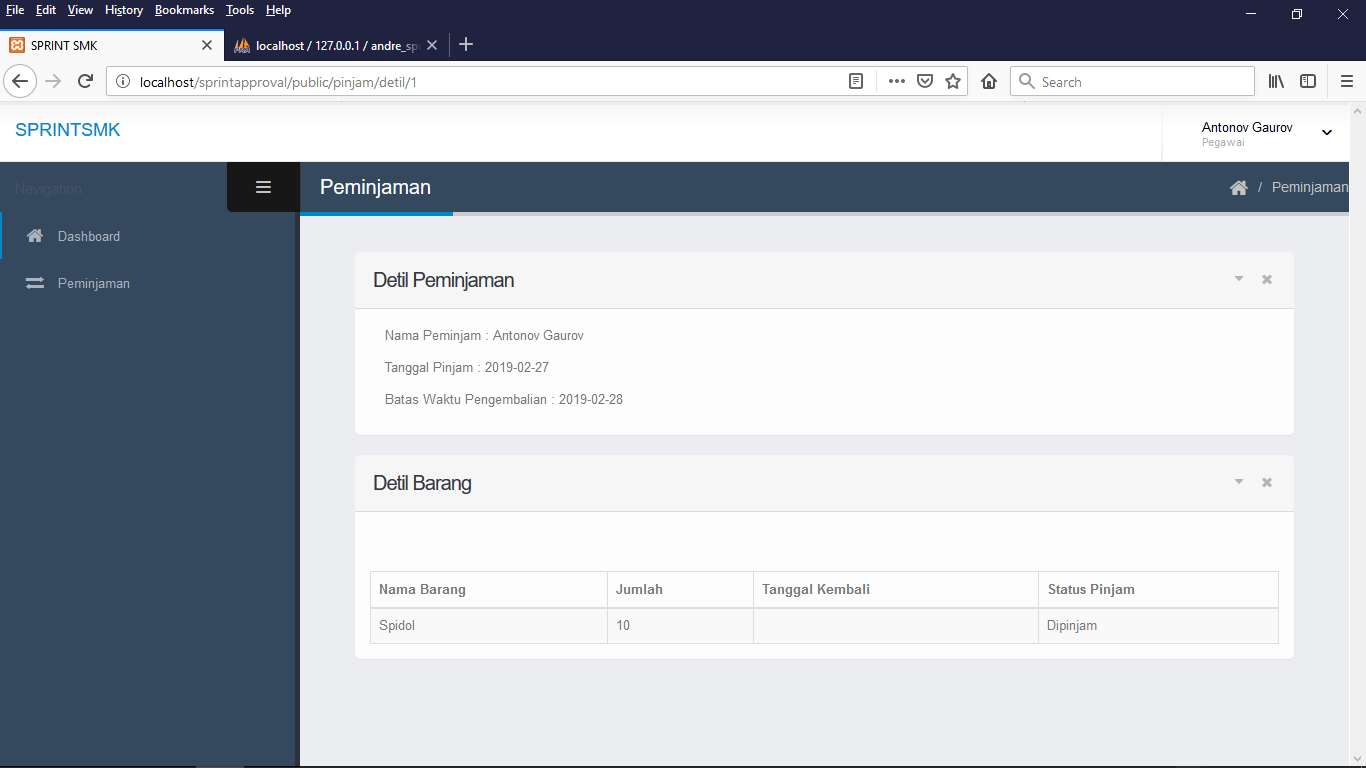 File Edit View History Bookmarks Tools Help
SPRINT SMK
localhost / 127.0.0.1 / andre_sp
localhost/sprintapproval/public/pinjam/detil/1
Search
SPRINTSMK
Antonov Gaurov
Pegawai
Navigation
Peminjaman
/ Peminjaman
Dashboard
Peminjaman
Detil Peminjaman
Nama Peminjam : Antonov Gaurov
Tanggal Pinjam : 2019-02-27
Batas Waktu Pengembalian : 2019-02-28
Detil Barang
Nama Barang Jumlah Tanggal Kembali Status Pinjam
Spidol 10 Dipinjam